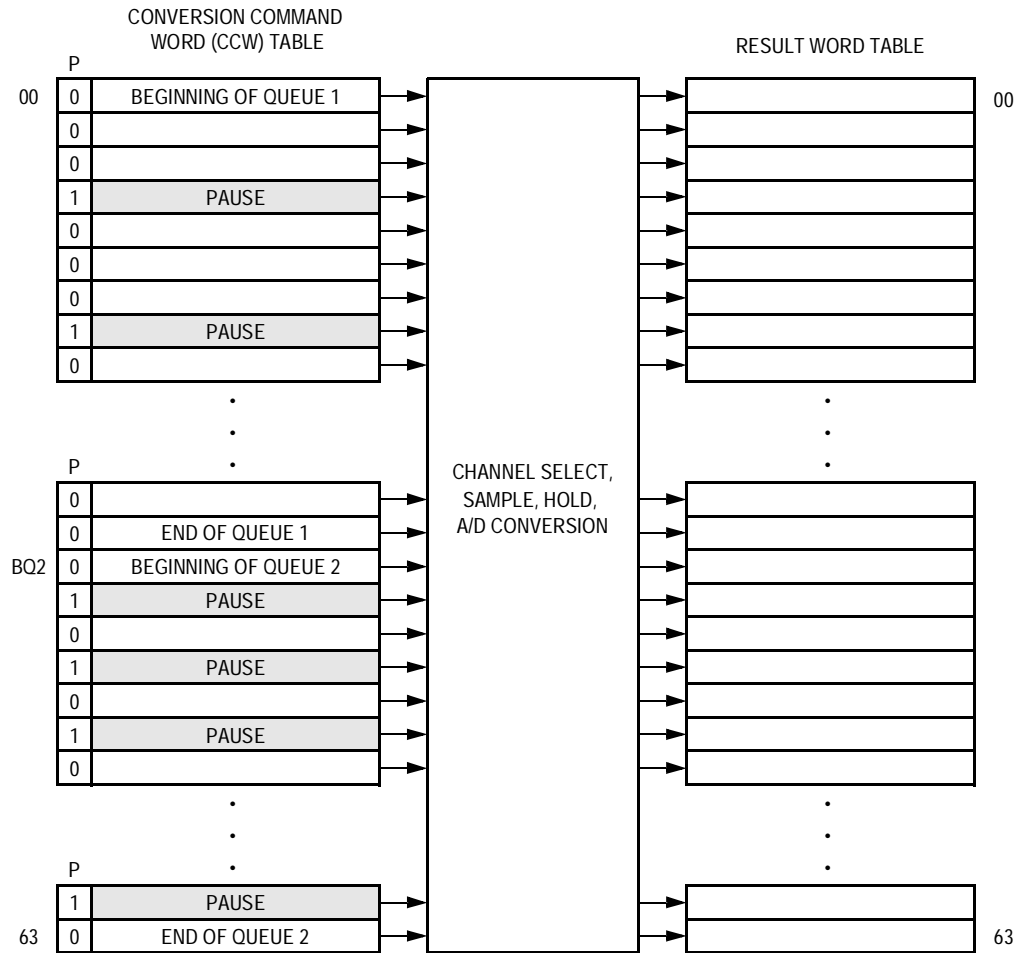 CONVERSION COMMAND
WORD (CCW) TABLE
RESULT WORD TABLE
P
00 0 BEGINNING OF QUEUE 1 00
0
0
1 PAUSE
0
0
0
1 PAUSE
0
P
0
CHANNEL SELECT,
SAMPLE, HOLD,
A/D CONVERSION
0 END OF QUEUE 1
BQ2 0 BEGINNING OF QUEUE 2
1 PAUSE
0
1 PAUSE
0
1 PAUSE
0
P
1 PAUSE
63 0 END OF QUEUE 2 63